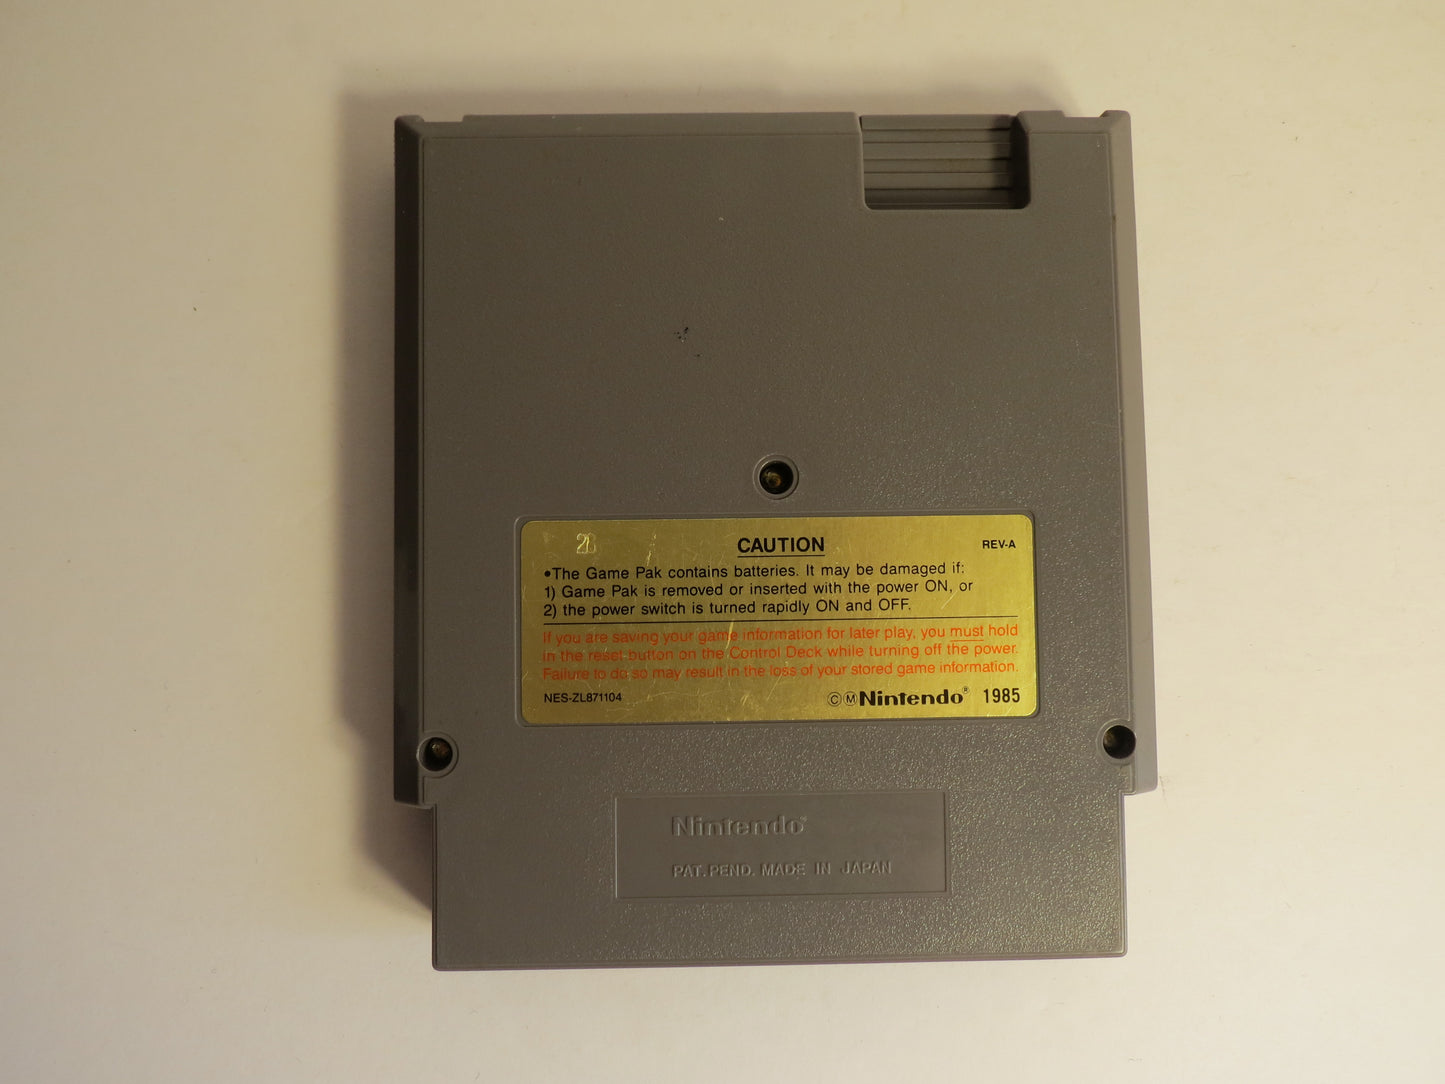 28
CAUTION
REV-A
•The Game Pak contains batteries. It may be damaged if:
1) Game Pak is removed or inserted with the power ON, or
2) the power switch is turned rapidly ON and OFF.
If you are saving your game information for later play, you must hold
in the reset button on the Control Deck while turning off the power.
Failure to do so may result in the loss of your stored game information.
NES-ZL871104
ⒸⓂNintendo® 1985
Nintendo®
PAT. PEND. MADE IN JAPAN